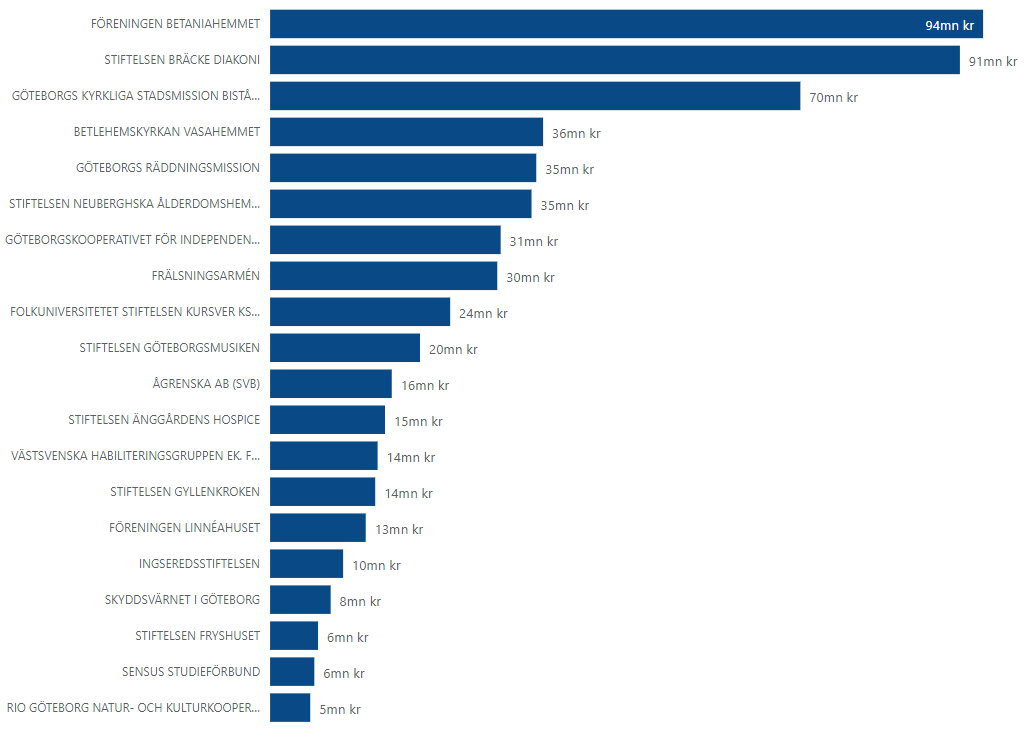 FÖRENINGEN BETANIAHEMMET 94mn kr
STIFTELSEN BRÄCKE DIAKONI 91mn kr
GÖTEBORGS KYRKLIGA STADSMISSION BISTÅ... 70mn kr
BETLEHEMSKYRKAN VASAHEMMET 36mn kr
GÖTEBORGS RÄDDNINGSMISSION 35mn kr
STIFTELSEN NEUBERGHSKA ÅLDERDOMSHEM... 35mn kr
GÖTEBORGSKOOPERATIVET FÖR INDEPENDEN... 31mn kr
FRÄLSNINGSARMÉN 30mn kr
FOLKUNIVERSITETET STIFTELSEN KURSVER KS... 24mn kr
STIFTELSEN GÖTEBORGSMUSIKEN 20mn kr
ÅGRENSKA AB (SVB) 16mn kr
STIFTELSEN ÄNGGÅRDENS HOSPICE 15mn kr
VÄSTSVENSKA HABILITERINGSGRUPPEN EK. F... 14mn kr
STIFTELSEN GYLLENKROKEN 14mn kr
FÖRENINGEN LINNÉAHUSET 13mn kr
INGSEREDSSTIFTELSEN 10mn kr
SKYDDSVÄRNET I GÖTEBORG 8mn kr
STIFTELSEN FRYSHUSET 6mn kr
SENSUS STUDIEFÖRBUND 6mn kr
RIO GÖTEBORG NATUR- OCH KULTURKOOPER... 5mn kr